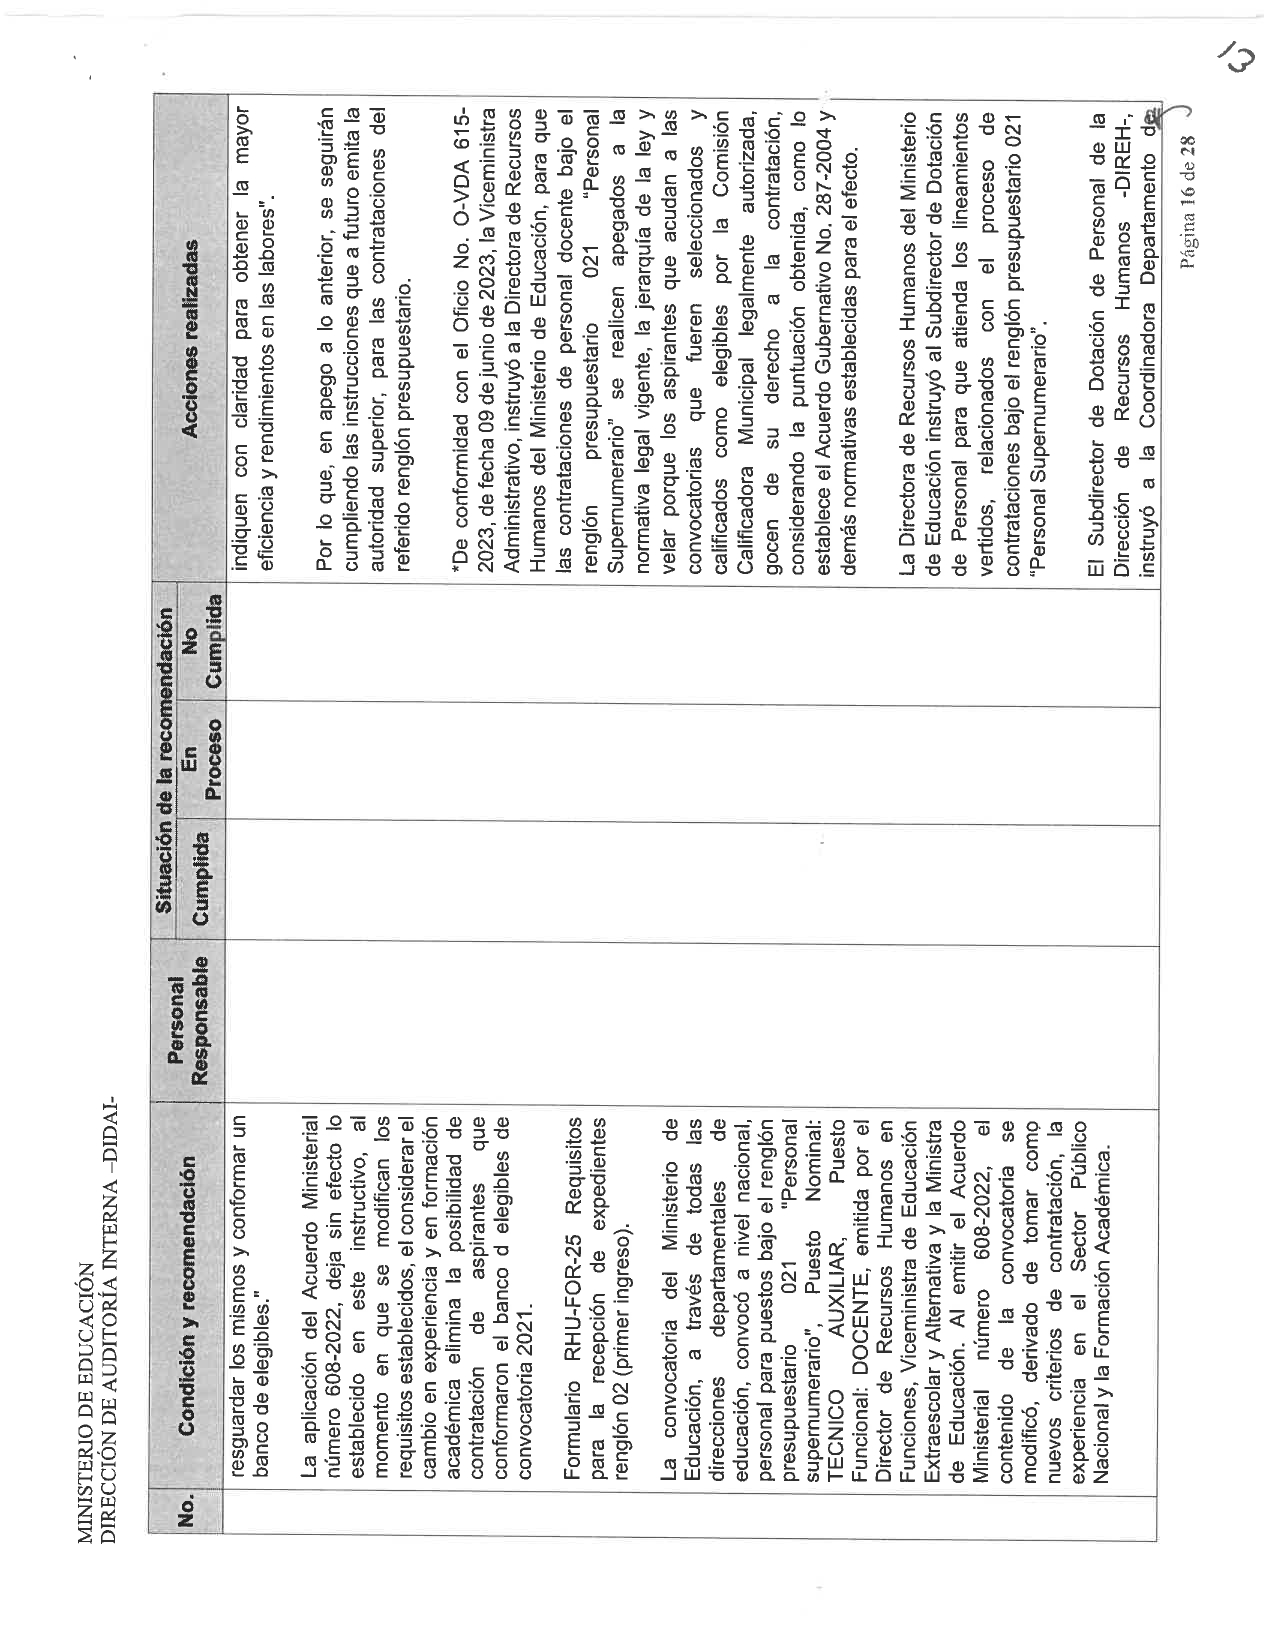 13
MINISTERIO DE EDUCACIÓN
DIRECCIÓN DE AUDITORÍA INTERNA –DIDAI-
No.
Condición y recomendación
Personal
Responsable
Situación de la recomendación
Cumplida
En
Proceso
No
Cumplida
Acciones realizadas
resguardar los mismos y conformar un
banco de elegibles."
La aplicación del Acuerdo Ministerial
número 608-2022, deja sin efecto lo
establecido en este instructivo, al
momento en que se modifican los
requisitos establecidos, el considerar el
cambio en experiencia y en formación
académica elimina la posibilidad de
contratación de aspirantes que
conformaron el banco d elegibles de
convocatoria 2021.
Formulario RHU-FOR-25 Requisitos
para la recepción de expedientes
renglón 02 (primer ingreso).
La convocatoria del Ministerio de
Educación, a través de todas las
direcciones departamentales de
educación, convocó a nivel nacional,
personal para puestos bajo el renglón
presupuestario 021 "Personal
supernumerario", Puesto Nominal:
TECNICO AUXILIAR, Puesto
Funcional: DOCENTE, emitida por el
Director de Recursos Humanos en
Funciones, Viceministra de Educación
Extraescolar y Alternativa y la Ministra
de Educación. Al emitir el Acuerdo
Ministerial número 608-2022, el
contenido de la convocatoria se
modificó, derivado de tomar como
nuevos criterios de contratación, la
experiencia en el Sector Público
Nacional y la Formación Académica.
indiquen con claridad para obtener la mayor
eficiencia y rendimientos en las labores".
Por lo que, en apego a lo anterior, se seguirán
cumpliendo las instrucciones que a futuro emita la
autoridad superior, para las contrataciones del
referido renglón presupuestario.
*De conformidad con el Oficio No. O-VDA 615-
2023, de fecha 09 de junio de 2023, la Viceministra
Administrativo, instruyó a la Directora de Recursos
Humanos del Ministerio de Educación, para que
las contrataciones de personal docente bajo el
renglón presupuestario 021 "Personal
Supernumerario" se realicen apegados a la
normativa legal vigente, la jerarquía de la ley y
velar porque los aspirantes que acudan a las
convocatorias que fueren seleccionados y
calificados como elegibles por la Comisión
Calificadora Municipal legalmente autorizada,
gocen de su derecho a la contratación,
considerando la puntuación obtenida, como lo
establece el Acuerdo Gubernativo No. 287-2004 y
demás normativas establecidas para el efecto.
La Directora de Recursos Humanos del Ministerio
de Educación instruyó al Subdirector de Dotación
de Personal para que atienda los lineamientos
vertidos, relacionados con el proceso de
contrataciones bajo el renglón presupuestario 021
"Personal Supernumerario".
El Subdirector de Dotación de Personal de la
Dirección de Recursos Humanos -DIREH-,
instruyó a la Coordinadora Departamento
Página 16 de 28